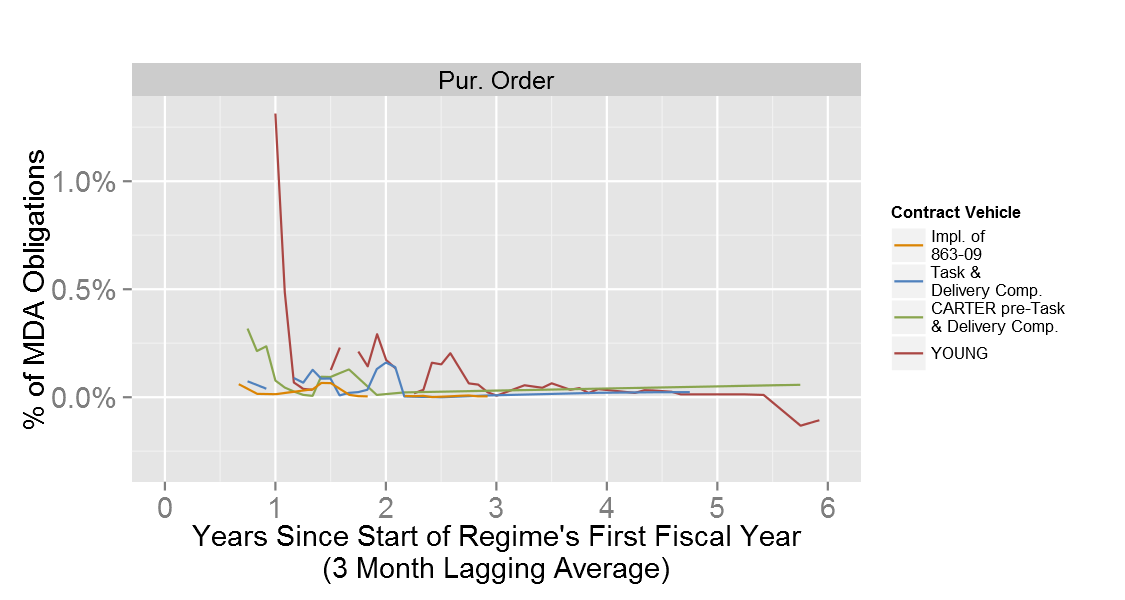 Pur. Order
% of MDA Obligations
1.0%
0.5%
0.0%
0 1 2 3 4 5 6
Years Since Start of Regime's First Fiscal Year
(3 Month Lagging Average)
Contract Vehicle
Impl. of
863-09
Task &
Delivery Comp.
CARTER pre-Task
& Delivery Comp.
YOUNG